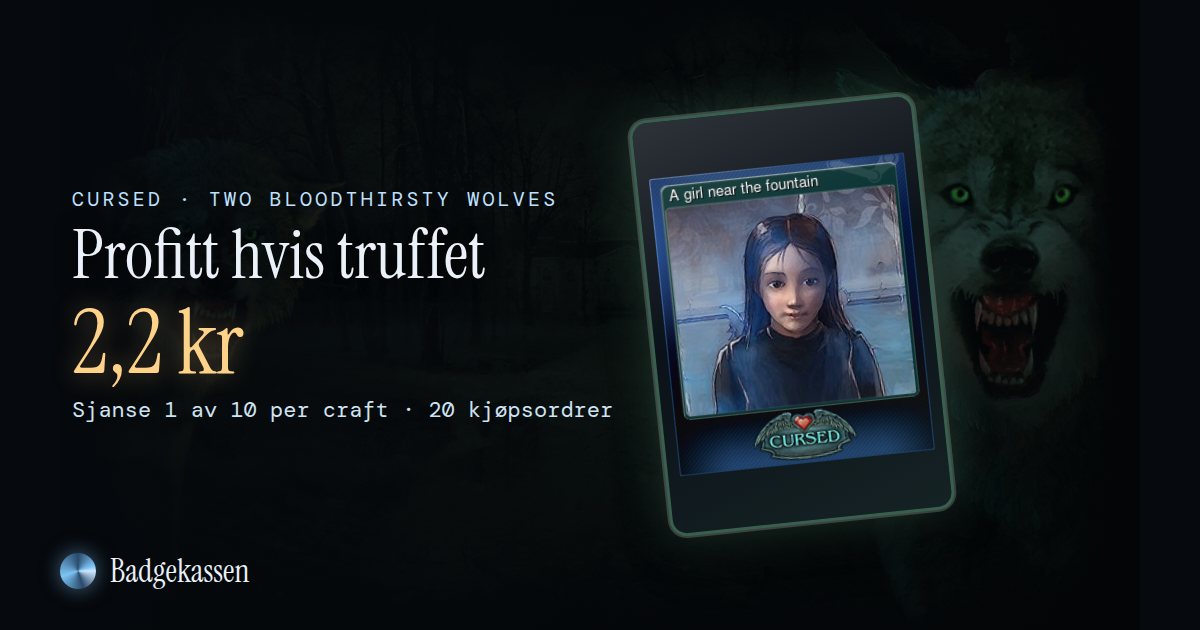 CURSED · TWO BLOODTHIRSTY WOLVES
Profitt hvis truffet
2,2 kr
Sjanse 1 av 10 per craft · 20 kjøpsordrer
A girl near the fountain
CURSED
Badgekassen